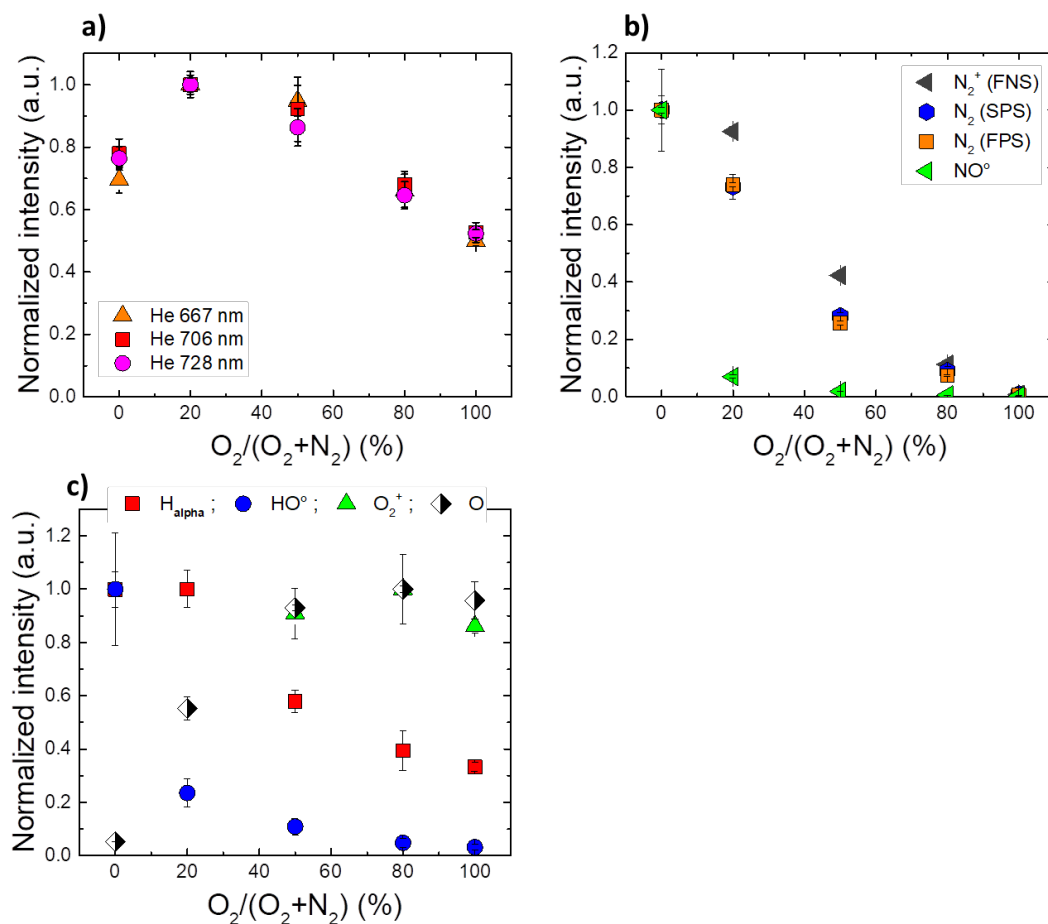 a)
Normalized intensity (a.u.)
1.0
0.8
0.6
0.4
0.2
0.0
He 667 nm
He 706 nm
He 728 nm
0 20 40 60 80 100
O₂/(O₂+N₂) (%)
b)
Normalized intensity (a.u.)
1.2
1.0
0.8
0.6
0.4
0.2
0.0
N₂⁺ (FNS)
N₂ (SPS)
N₂ (FPS)
NO°
0 20 40 60 80 100
O₂/(O₂+N₂) (%)
c)
H_alpha ; HO° ; O₂⁺ ; O
Normalized intensity (a.u.)
1.2
1.0
0.8
0.6
0.4
0.2
0.0
0 20 40 60 80 100
O₂/(O₂+N₂) (%)